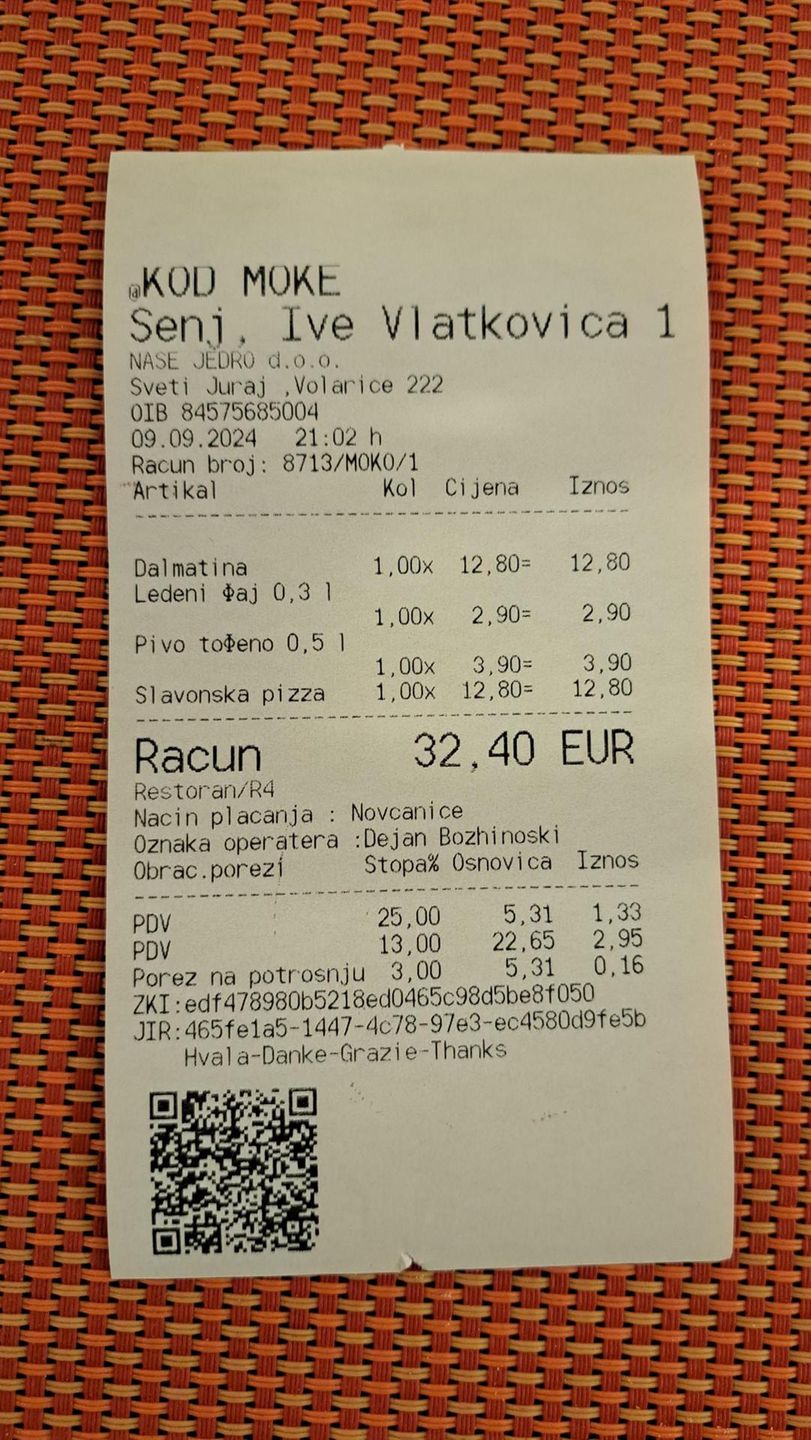 @KOD MOKE
Senj, Ive Vlatkovica 1
NASE JEDRO d.o.o.
Sveti Juraj ,Volarice 222
OIB 84575685004
09.09.2024 21:02 h
Racun broj: 8713/MOKO/1
Artikal Kol Cijena Iznos
Dalmatina 1,00x 12,80= 12,80
Ledeni Фaj 0,3 l
1,00x 2,90= 2,90
Pivo toФeno 0,5 l
1,00x 3,90= 3,90
Slavonska pizza 1,00x 12,80= 12,80
Racun 32,40 EUR
Restoran/R4
Nacin placanja : Novcanice
Oznaka operatera :Dejan Bozhinoski
Obrac.porezi Stopa% Osnovica Iznos
PDV 25,00 5,31 1,33
PDV 13,00 22,65 2,95
Porez na potrosnju 3,00 5,31 0,16
ZKI:edf478980b5218ed0465c98d5be8f050
JIR:465fe1a5-1447-4c78-97e3-ec4580d9fe5b
Hvala-Danke-Grazie-Thanks